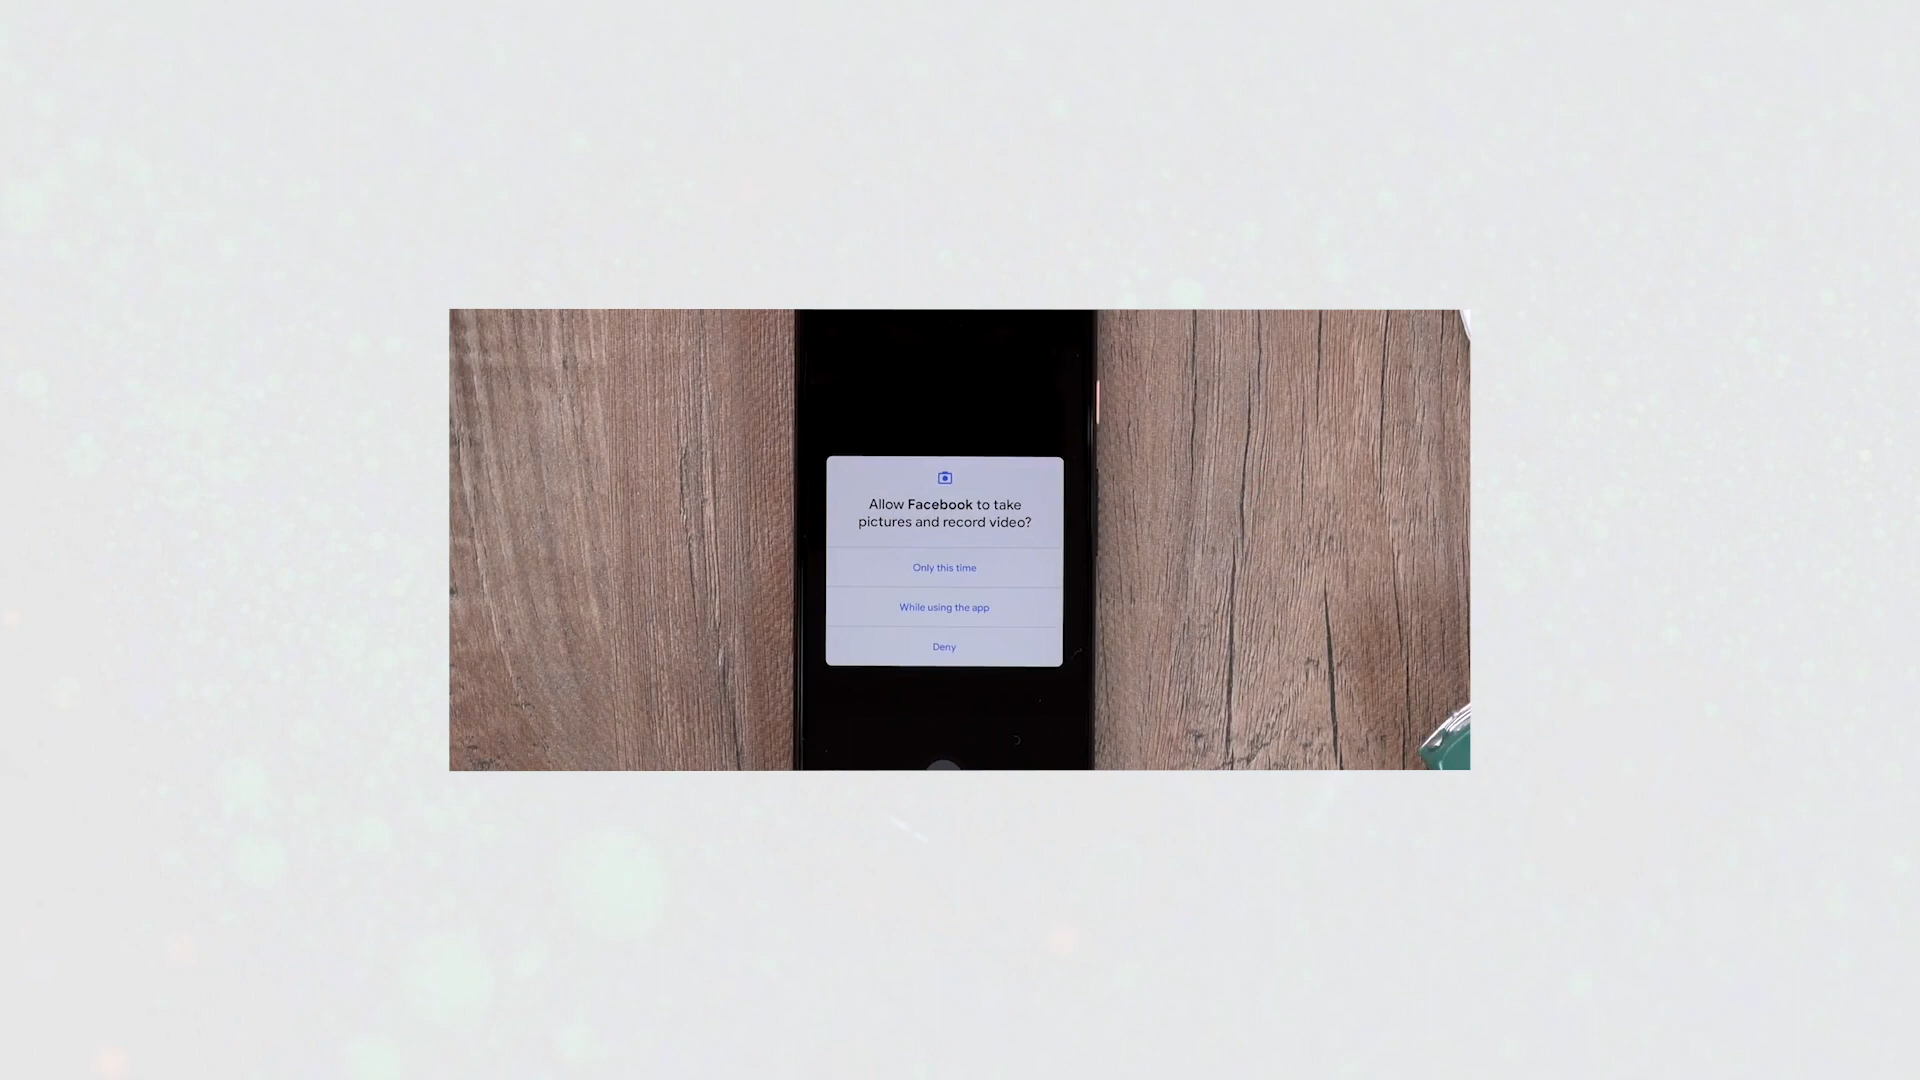 Allow Facebook to take
pictures and record video?
Only this time
While using the app
Deny